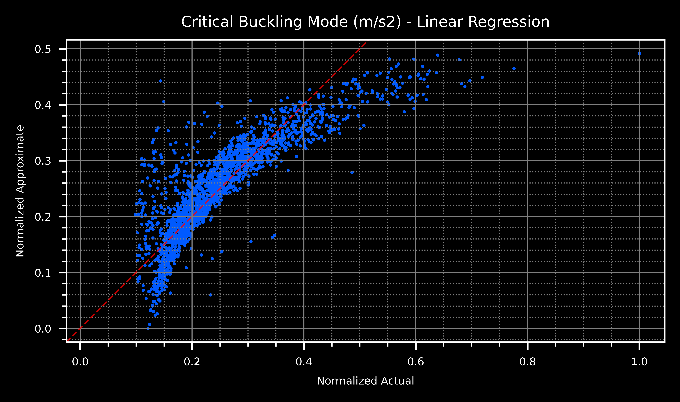 Critical Buckling Mode (m/s2) - Linear Regression
0.5
0.4
0.3
0.2
0.1
0.0
Normalized Approximate
0.0 0.2 0.4 0.6 0.8 1.0
Normalized Actual